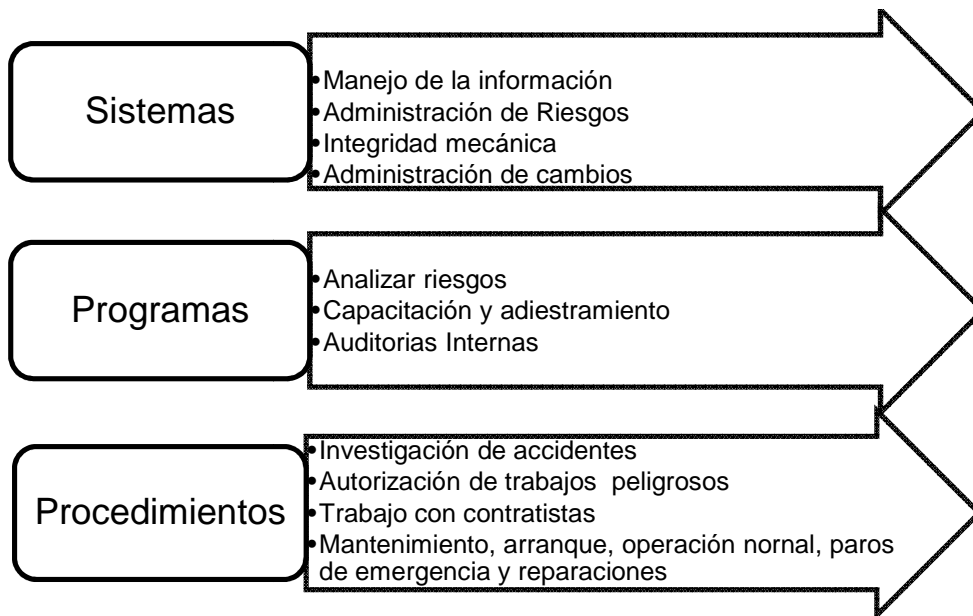 Sistemas
•Manejo de la información
•Administración de Riesgos
•Integridad mecánica
•Administración de cambios
Programas
•Analizar riesgos
•Capacitación y adiestramiento
•Auditorias Internas
Procedimientos
•Investigación de accidentes
•Autorización de trabajos  peligrosos
•Trabajo con contratistas
•Mantenimiento, arranque, operación nornal, paros
de emergencia y reparaciones